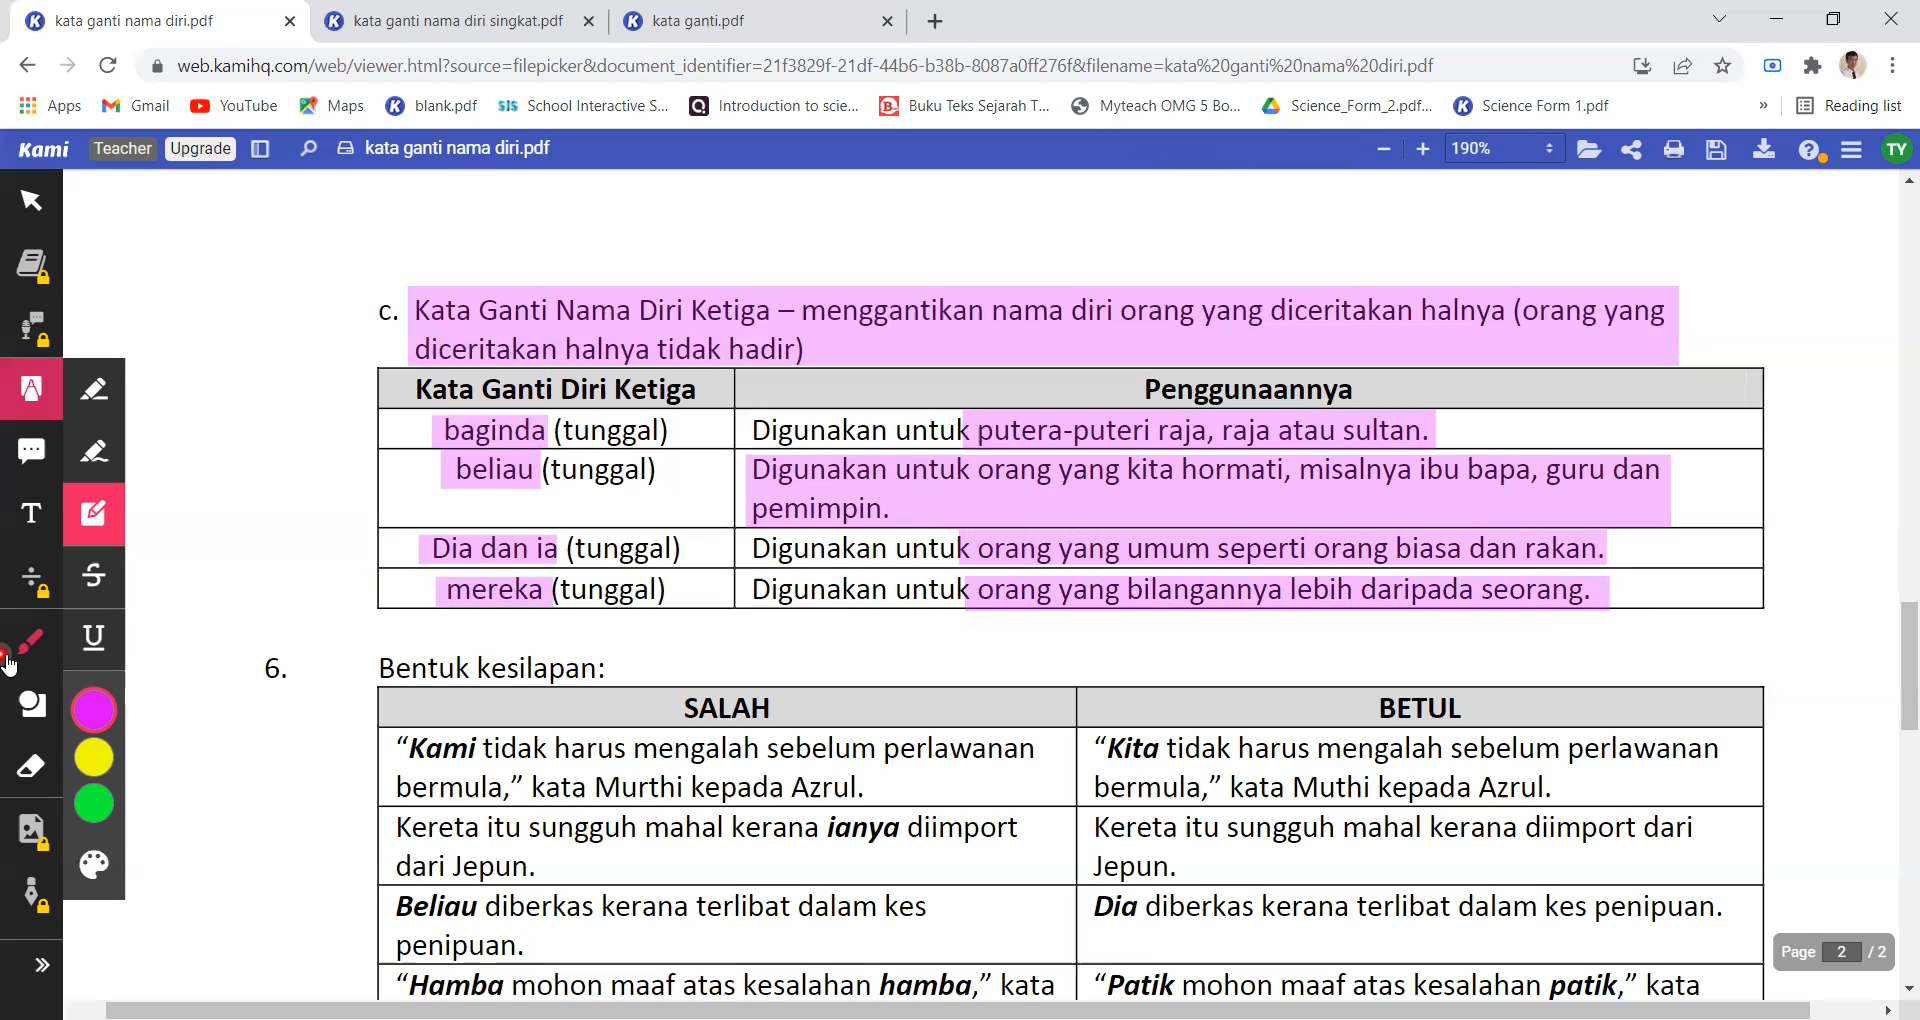 kata ganti nama diri.pdf
kata ganti nama diri singkat.pdf
kata ganti.pdf
web.kamihq.com/web/viewer.html?source=filepicker&document_identifier=21f3829f-21df-44b6-b38b-8087a0ff276f&filename=kata%20ganti%20nama%20diri.pdf
Apps
Gmail
YouTube
Maps
blank.pdf
SIS School Interactive S...
Introduction to scie...
Buku Teks Sejarah T...
Myteach OMG 5 Bo...
Science_Form_2.pdf...
Science Form 1.pdf
»
Reading list
Kami Teacher Upgrade kata ganti nama diri.pdf
190%
TY
c. Kata Ganti Nama Diri Ketiga – menggantikan nama diri orang yang diceritakan halnya (orang yang
diceritakan halnya tidak hadir)
Kata Ganti Diri Ketiga Penggunaannya
baginda (tunggal) Digunakan untuk putera-puteri raja, raja atau sultan.
beliau (tunggal) Digunakan untuk orang yang kita hormati, misalnya ibu bapa, guru dan
pemimpin.
Dia dan ia (tunggal) Digunakan untuk orang yang umum seperti orang biasa dan rakan.
mereka (tunggal) Digunakan untuk orang yang bilangannya lebih daripada seorang.
6. Bentuk kesilapan:
SALAH BETUL
“Kami tidak harus mengalah sebelum perlawanan
bermula,” kata Murthi kepada Azrul.
“Kita tidak harus mengalah sebelum perlawanan
bermula,” kata Muthi kepada Azrul.
Kereta itu sungguh mahal kerana ianya diimport
dari Jepun.
Kereta itu sungguh mahal kerana diimport dari
Jepun.
Beliau diberkas kerana terlibat dalam kes
penipuan.
Dia diberkas kerana terlibat dalam kes penipuan.
“Hamba mohon maaf atas kesalahan hamba,” kata
“Patik mohon maaf atas kesalahan patik,” kata
Page 2 / 2